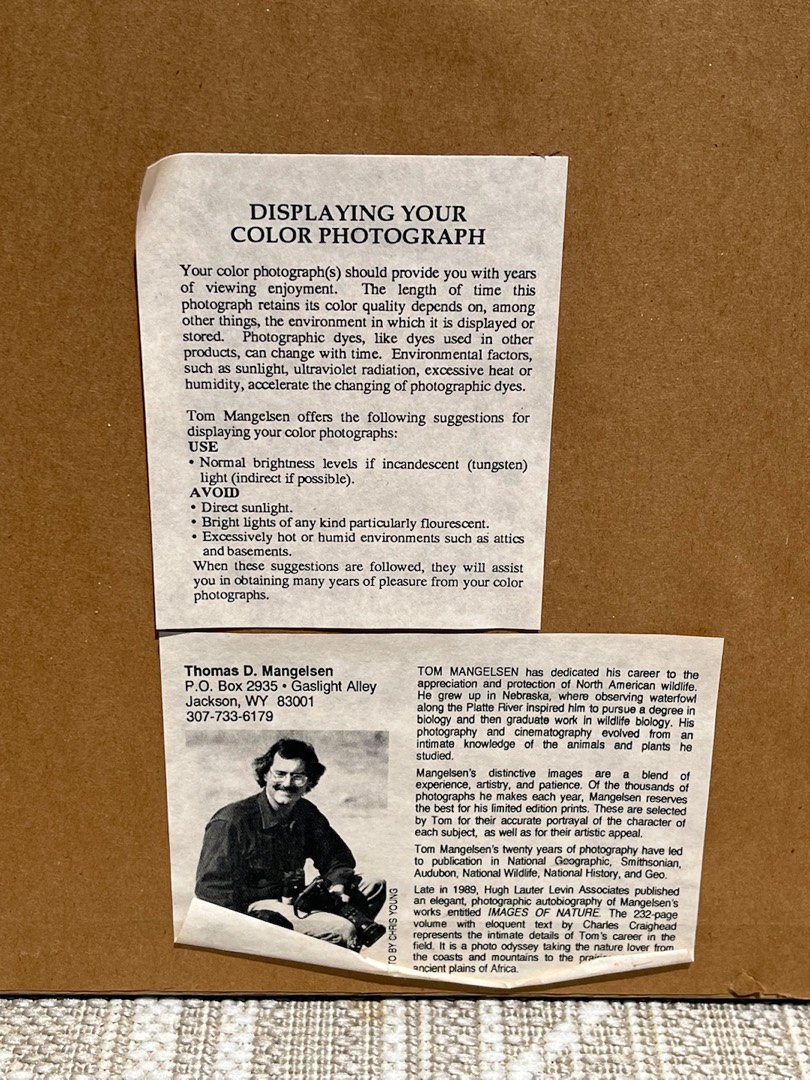 DISPLAYING YOUR
COLOR PHOTOGRAPH
Your color photograph(s) should provide you with years
of viewing enjoyment. The length of time this
photograph retains its color quality depends on, among
other things, the environment in which it is displayed or
stored. Photographic dyes, like dyes used in other
products, can change with time. Environmental factors,
such as sunlight, ultraviolet radiation, excessive heat or
humidity, accelerate the changing of photographic dyes.
Tom Mangelsen offers the following suggestions for
displaying your color photographs:
USE
• Normal brightness levels if incandescent (tungsten)
light (indirect if possible).
AVOID
• Direct sunlight.
• Bright lights of any kind particularly flourescent.
• Excessively hot or humid environments such as attics
and basements.
When these suggestions are followed, they will assist
you in obtaining many years of pleasure from your color
photographs.
Thomas D. Mangelsen
P.O. Box 2935 • Gaslight Alley
Jackson, WY 83001
307-733-6179
TO BY CHRIS YOUNG
TOM MANGELSEN has dedicated his career to the
appreciation and protection of North American wildlife.
He grew up in Nebraska, where observing waterfowl
along the Platte River inspired him to pursue a degree in
biology and then graduate work in wildlife biology. His
photography and cinematography evolved from an
intimate knowledge of the animals and plants he
studied.
Mangelsen's distinctive images are a blend of
experience, artistry, and patience. Of the thousands of
photographs he makes each year, Mangelsen reserves
the best for his limited edition prints. These are selected
by Tom for their accurate portrayal of the character of
each subject, as well as for their artistic appeal.
Tom Mangelsen's twenty years of photography have led
to publication in National Geographic, Smithsonian,
Audubon, National Wildlife, National History, and Geo.
Late in 1989, Hugh Lauter Levin Associates published
an elegant, photographic autobiography of Mangelsen's
works entitled IMAGES OF NATURE. The 232-page
volume with eloquent text by Charles Craighead
represents the intimate details of Tom's career in the
field. It is a photo odyssey taking the nature lover from
the coasts and mountains to the
ancient plains of Africa.